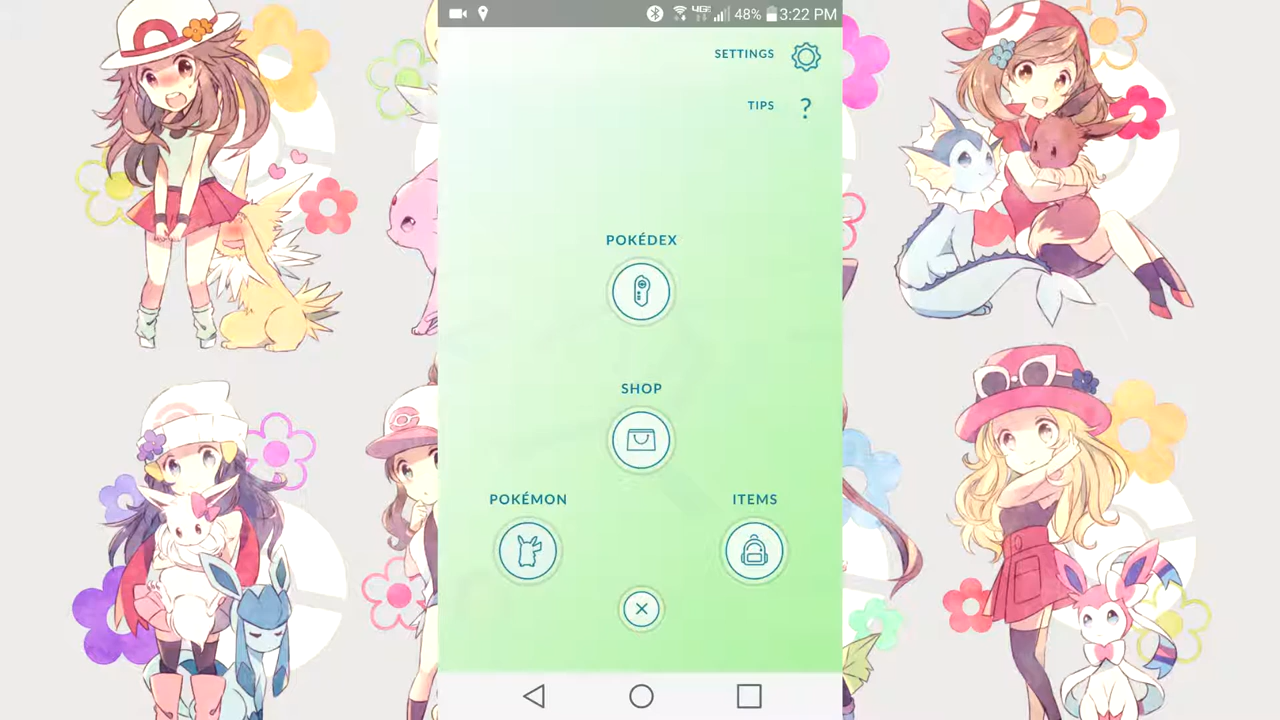 48% 3:22 PM
SETTINGS
TIPS ?
POKÉDEX
SHOP
POKÉMON
ITEMS